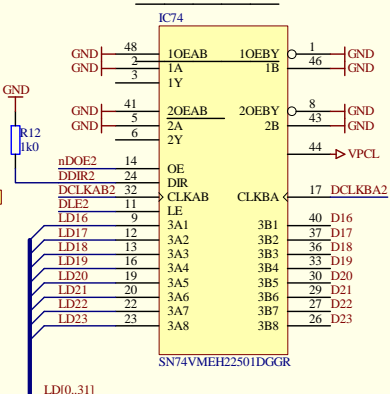 IC74
GND 48 1OEAB 1OEBY 1 GND
GND 2 1A 1B 46 GND
3 1Y
GND
GND 41 2OEAB 2OEBY 8 GND
GND 5 2A 2B 43 GND
6 2Y
R12
1k0
44 VPCL
nDOE2 14 OE
DDIR2 24 DIR
DCLKAB2 32 CLKAB CLKBA 17 DCLKBA2
DLE2 11 LE
LD16 9 3A1 3B1 40 D16
LD17 12 3A2 3B2 37 D17
LD18 13 3A3 3B3 36 D18
LD19 16 3A4 3B4 33 D19
LD20 19 3A5 3B5 30 D20
LD21 20 3A6 3B6 29 D21
LD22 22 3A7 3B7 27 D22
LD23 23 3A8 3B8 26 D23
SN74VMEH22501DGGR
LD[0..31]